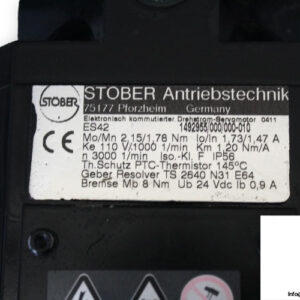 STÖBER
STÖBER Antriebstechnik
75177 Pforzheim Germany
Elektronisch kommutierter Drehstrom-Servomotor 0411
ES42 1492955/000/000-010
Mo/Mn 2,15/1,78 Nm Io/In 1,73/1,47 A
Ke 110 V/1000 1/min Km 1,20 Nm/A
n 3000 1/min Iso.-Kl. F IP56
Th.Schutz PTC-Thermistor 145°C
Geber Resolver TS 2640 N31 E64
Bremse Mb 8 Nm Ub 24 Vdc Ib 0,9 A
CE